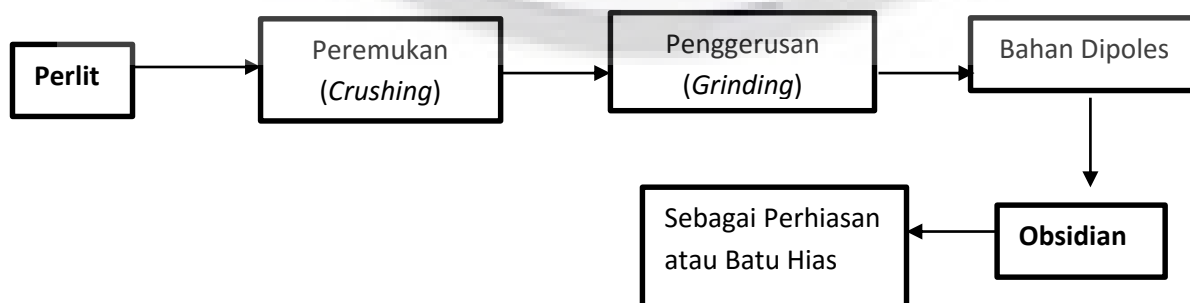 Perlit
Peremukan
(Crushing)
Penggerusan
(Grinding)
Bahan Dipoles
Obsidian
Sebagai Perhiasan
atau Batu Hias